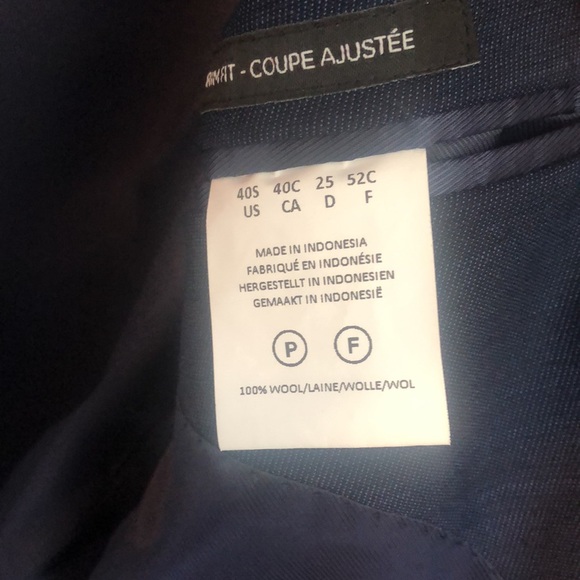 - COUPE AJUSTÉE
40S 40C 25 52C
US CA D F
MADE IN INDONESIA
FABRIQUÉ EN INDONÉSIE
HERGESTELLT IN INDONESIEN
GEMAAKT IN INDONESIË
P F
100% WOOL/LAINE/WOLLE/WOL